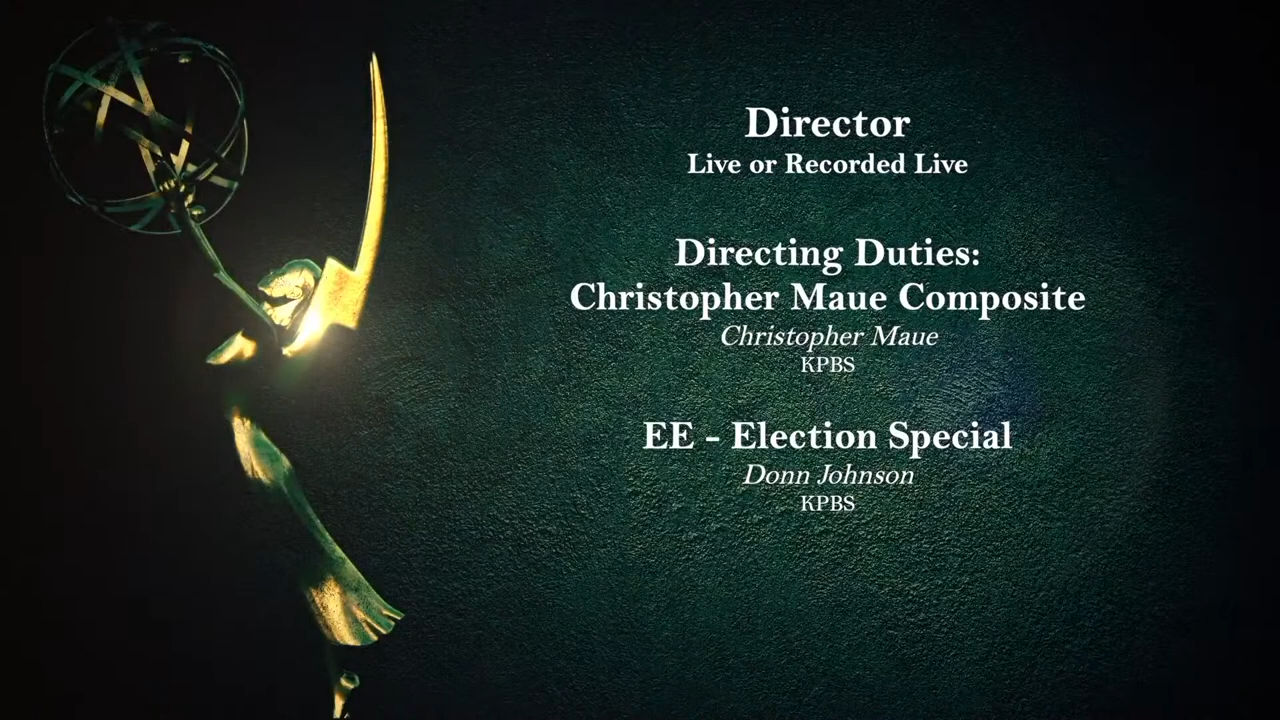 Director
Live or Recorded Live
Directing Duties:
Christopher Maue Composite
Christopher Maue
KPBS
EE - Election Special
Donn Johnson
KPBS